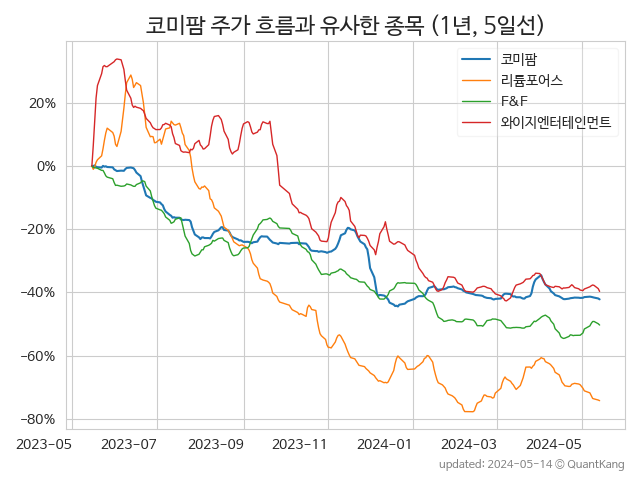 코미팜 주가 흐름과 유사한 종목 (1년, 5일선)
코미팜
리튬포어스
F&F
와이지엔터테인먼트
20%
0%
−20%
−40%
−60%
−80%
2023-05 2023-07 2023-09 2023-11 2024-01 2024-03 2024-05
updated: 2024-05-14 © QuantKang